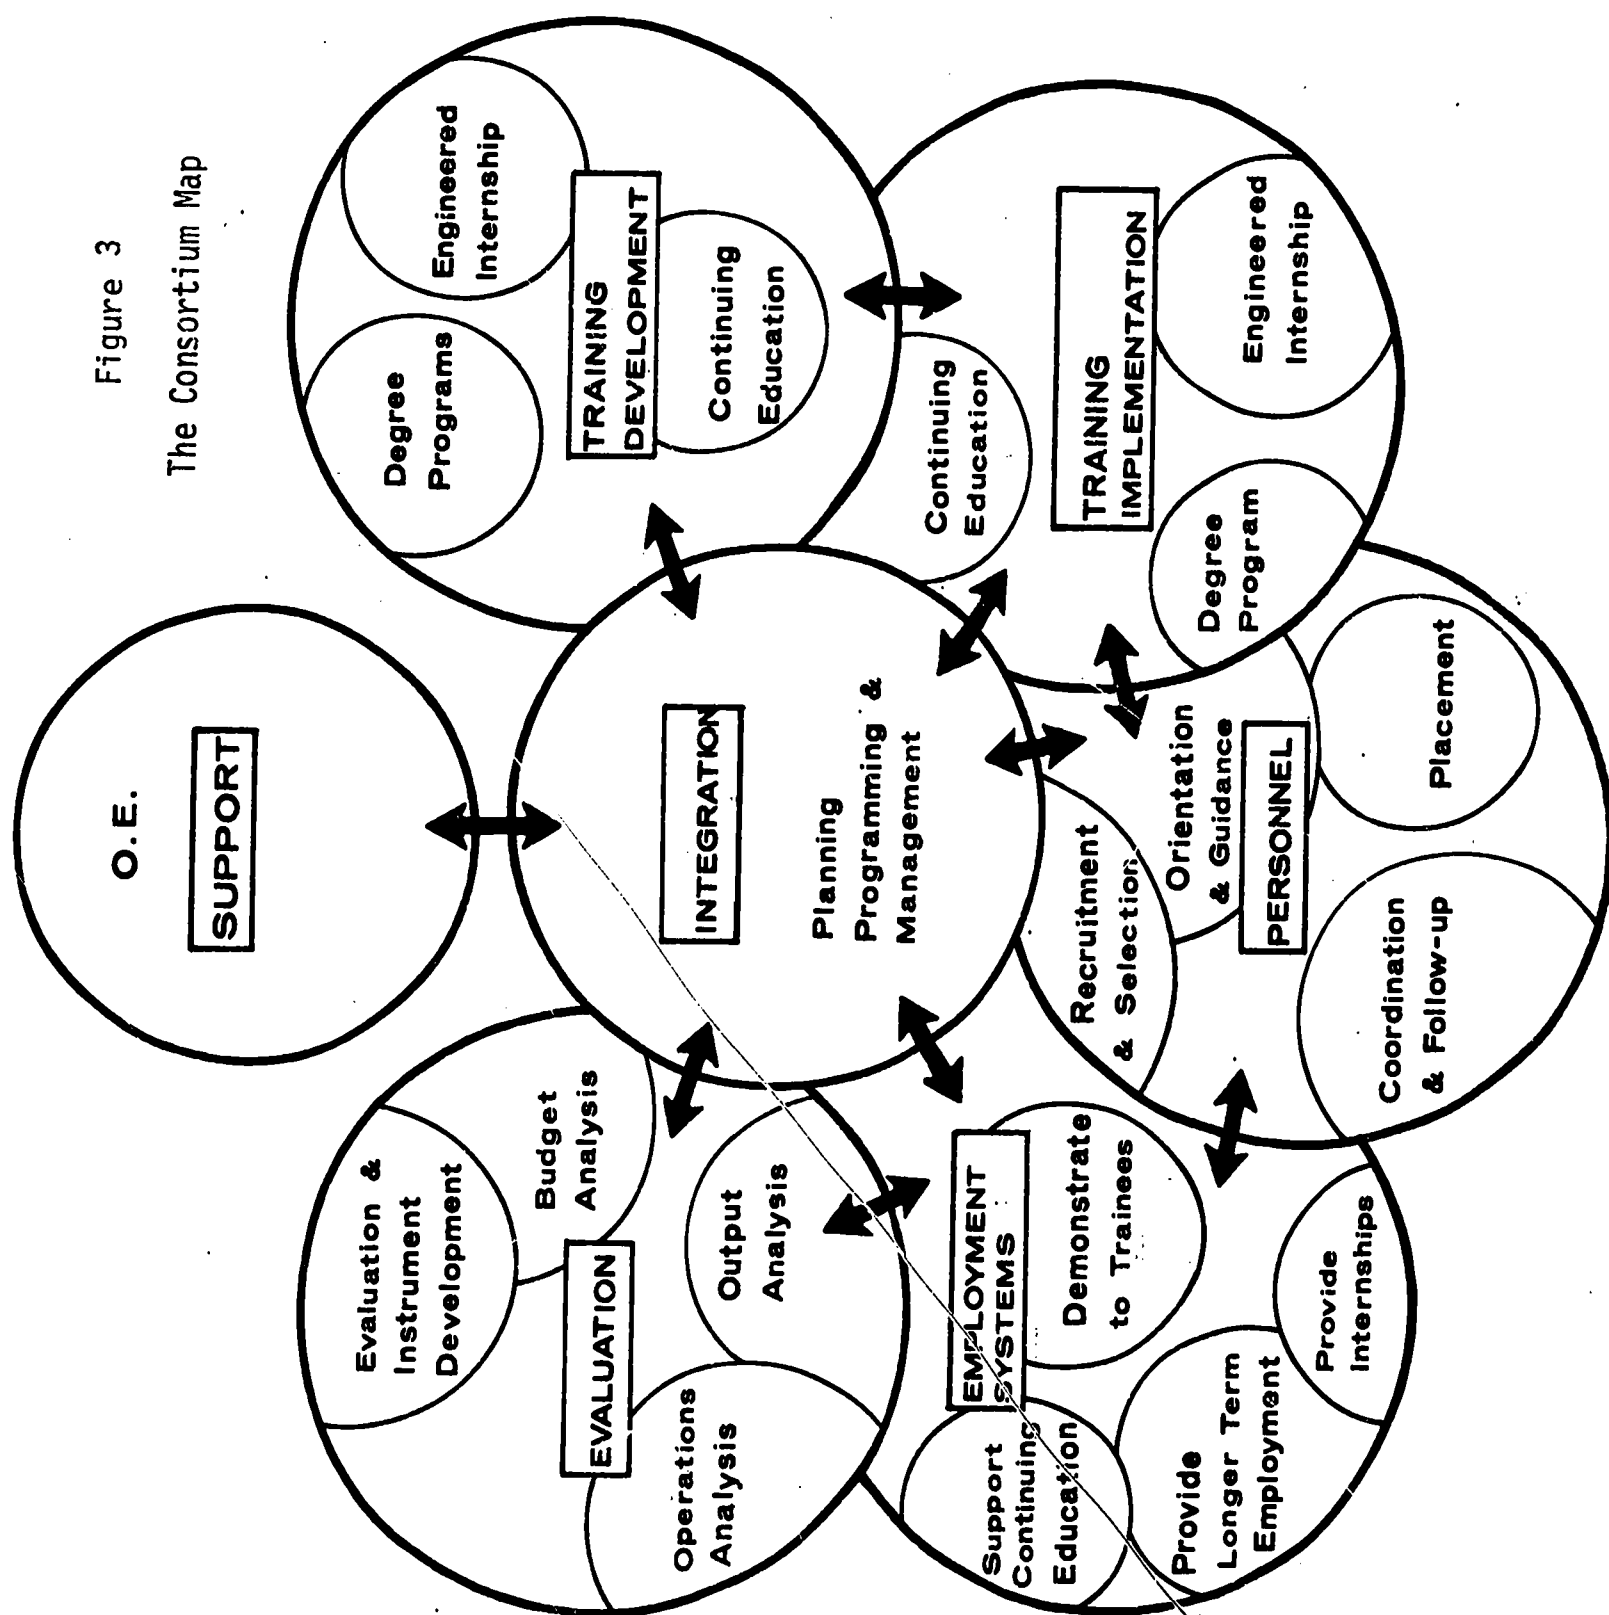 Figure 3
The Consortium Map
O.E.
SUPPORT
INTEGRATION
Planning
Programming &
Management
TRAINING
DEVELOPMENT
Degree
Programs
Engineered
Internship
Continuing
Education
TRAINING
IMPLEMENTATION
Continuing
Education
Degree
Program
Engineered
Internship
PERSONNEL
Recruitment
& Selection
Orientation
& Guidance
Placement
Coordination
& Follow-up
EMPLOYMENT
SYSTEMS
Demonstrate
to Trainees
Support
Continuing
Education
Provide
Longer Term
Employment
Provide
Internships
EVALUATION
Evaluation &
Instrument
Development
Budget
Analysis
Output
Analysis
Operations
Analysis